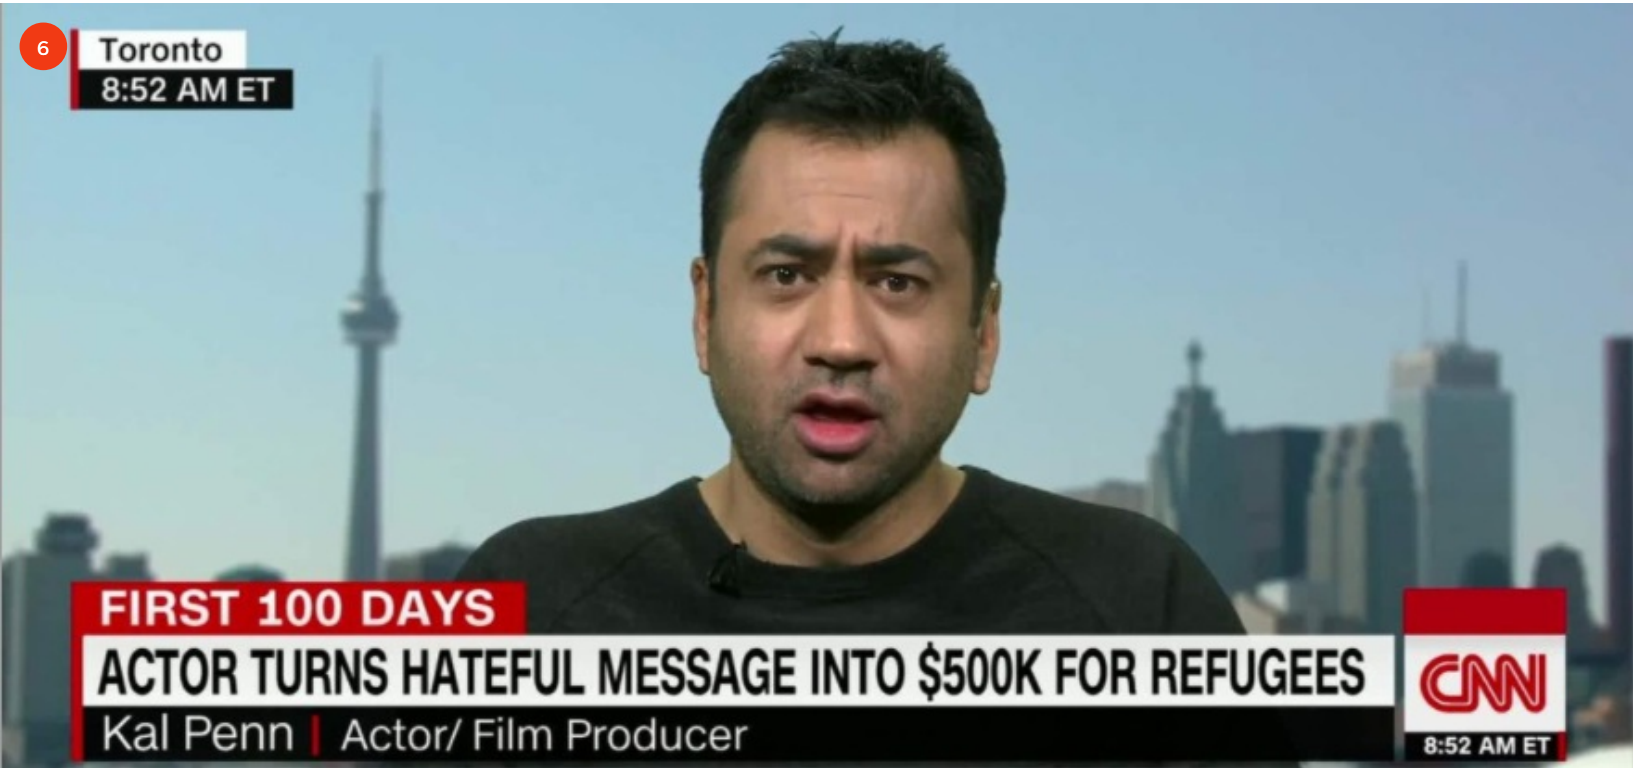 6
Toronto
8:52 AM ET
FIRST 100 DAYS
ACTOR TURNS HATEFUL MESSAGE INTO $500K FOR REFUGEES
Kal Penn | Actor/ Film Producer
CNN
8:52 AM ET